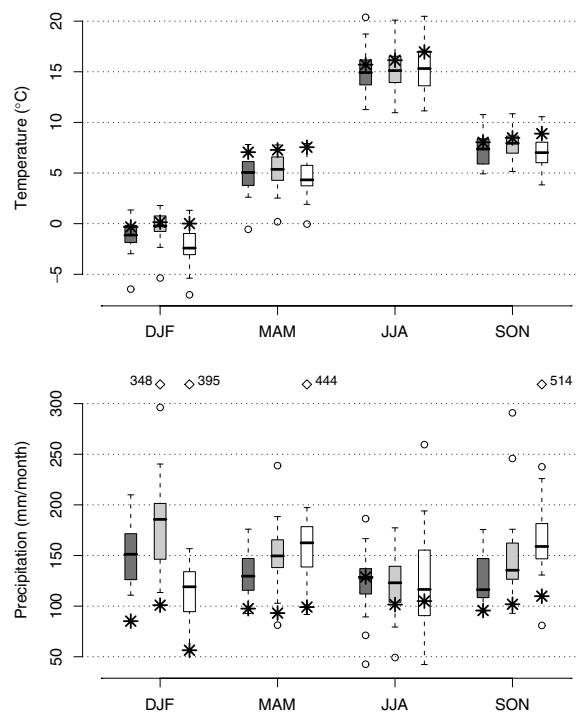 20
15
10
5
0
−5
Temperature (°C)
DJF MAM JJA SON
348 395 444 514
300
250
200
150
100
50
Precipitation (mm/month)
DJF MAM JJA SON